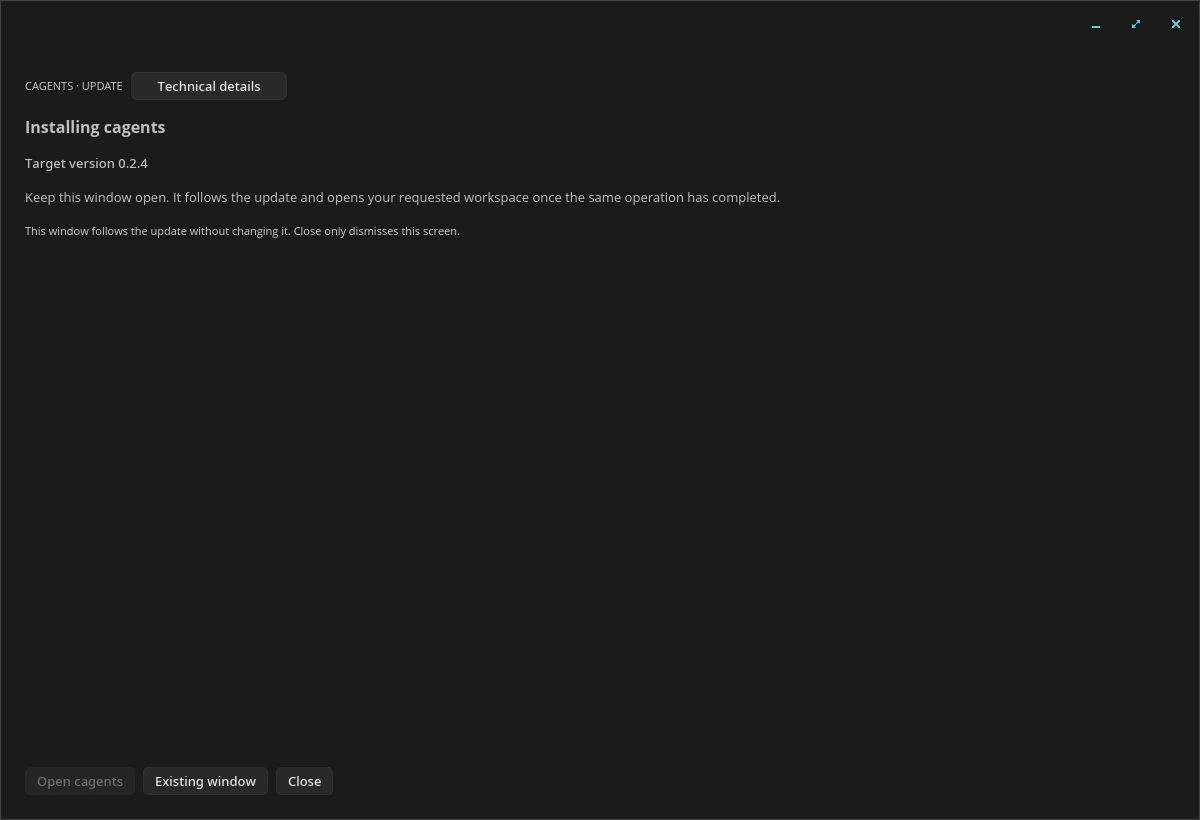 CAGENTS · UPDATE Technical details
Installing cagents
Target version 0.2.4
Keep this window open. It follows the update and opens your requested workspace once the same operation has completed.
This window follows the update without changing it. Close only dismisses this screen.
Open cagents Existing window Close